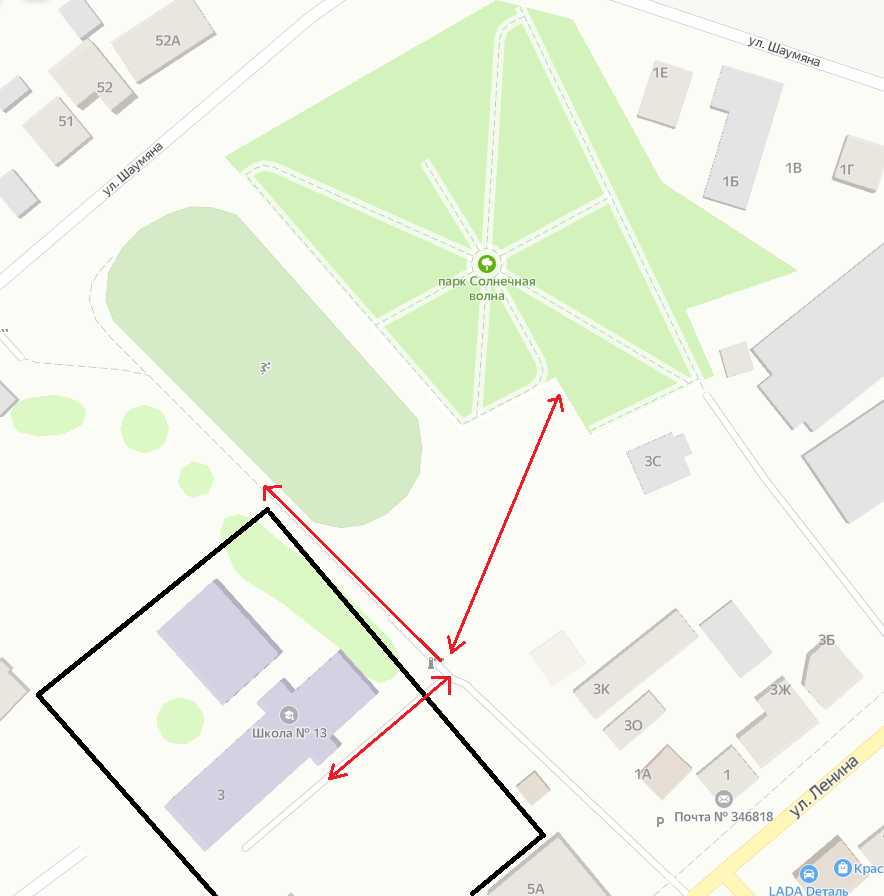 52А
ул. Шаумяна
52
1Е
51
1В
1Г
1Б
ул. Шаумяна
парк Солнечная
волна
3С
3Б
3К
3Ж
3О
Школа № 13
1А
1
ул. Ленина
3
Р
Почта № 346818
Крас
LADA Деталь
5А